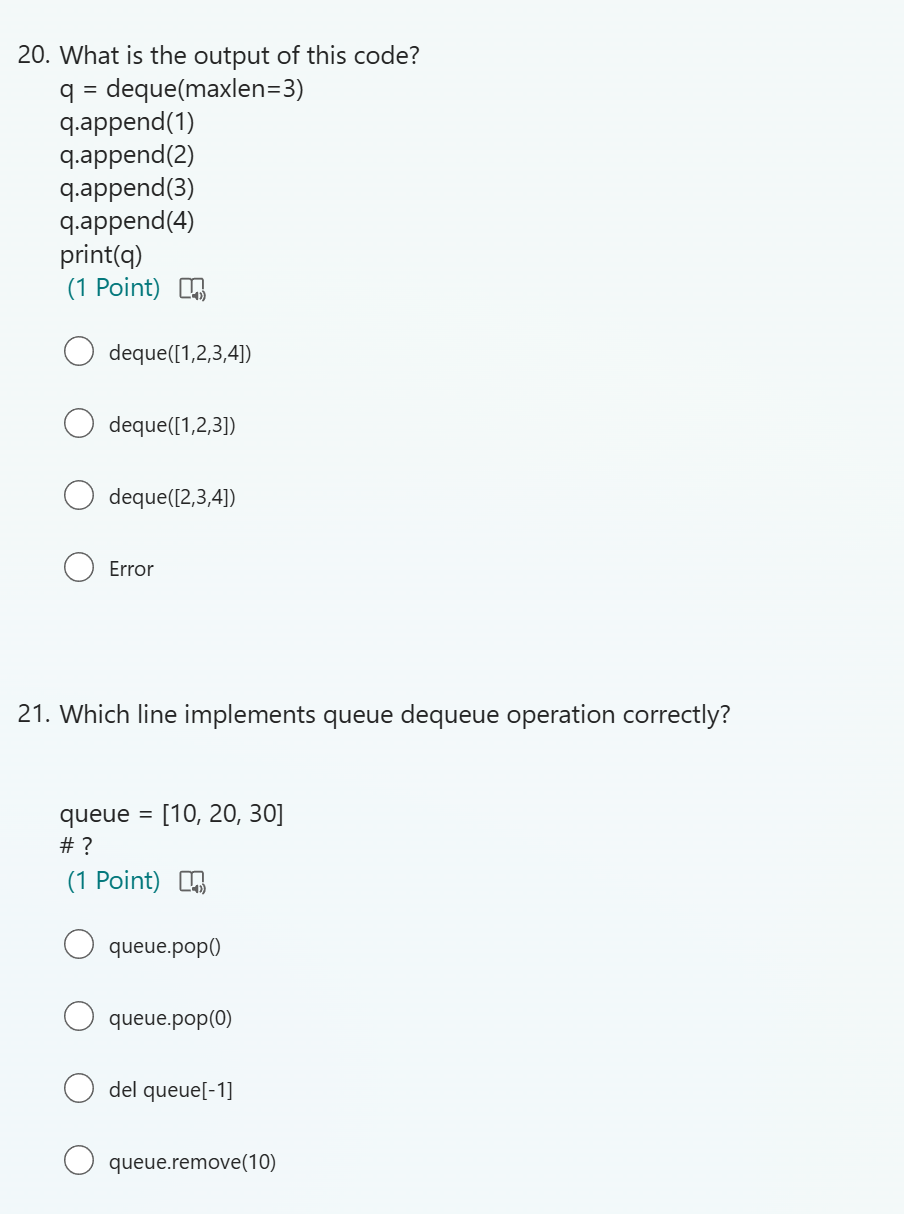 20. What is the output of this code?
q = deque(maxlen=3)
q.append(1)
q.append(2)
q.append(3)
q.append(4)
print(q)
(1 Point)
deque([1,2,3,4])
deque([1,2,3])
deque([2,3,4])
Error
21. Which line implements queue dequeue operation correctly?
queue = [10, 20, 30]
# ?
(1 Point)
queue.pop()
queue.pop(0)
del queue[-1]
queue.remove(10)